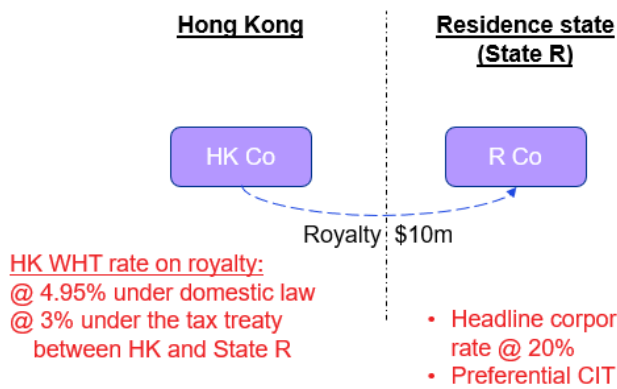 Hong Kong
Residence state
(State R)
HK Co
R Co
Royalty $10m
HK WHT rate on royalty:
@ 4.95% under domestic law
@ 3% under the tax treaty
between HK and State R
• Headline corpor
rate @ 20%
• Preferential CIT